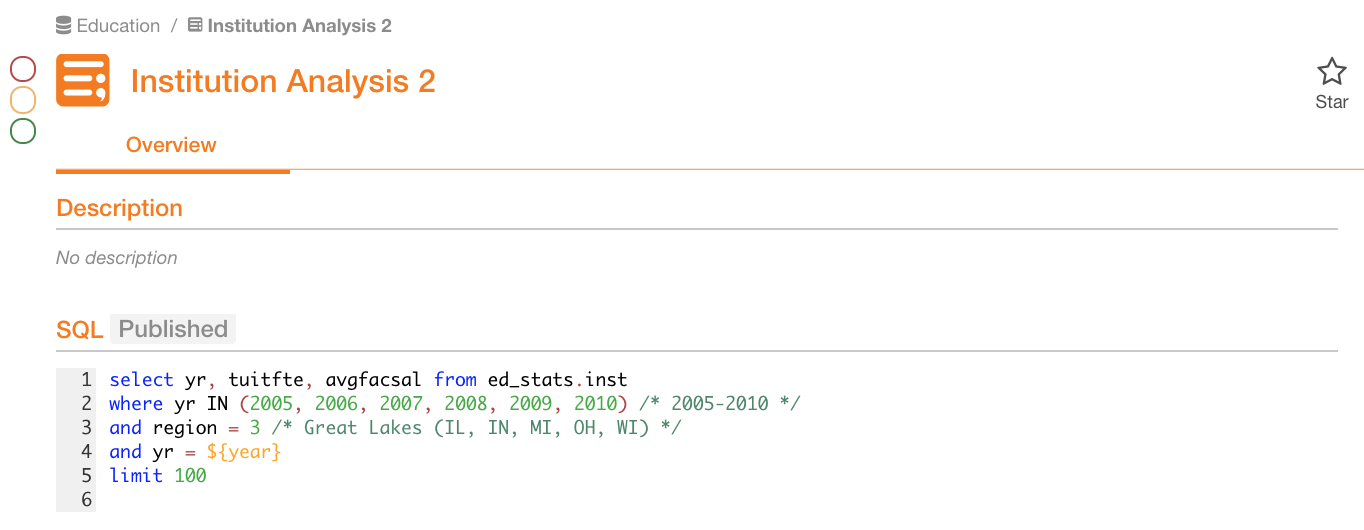 Education / Institution Analysis 2
Institution Analysis 2
Star
Overview
Description
No description
SQL Published
1 select yr, tuitfte, avgfacsal from ed_stats.inst
2 where yr IN (2005, 2006, 2007, 2008, 2009, 2010) /* 2005-2010 */
3 and region = 3 /* Great Lakes (IL, IN, MI, OH, WI) */
4 and yr = ${year}
5 limit 100
6